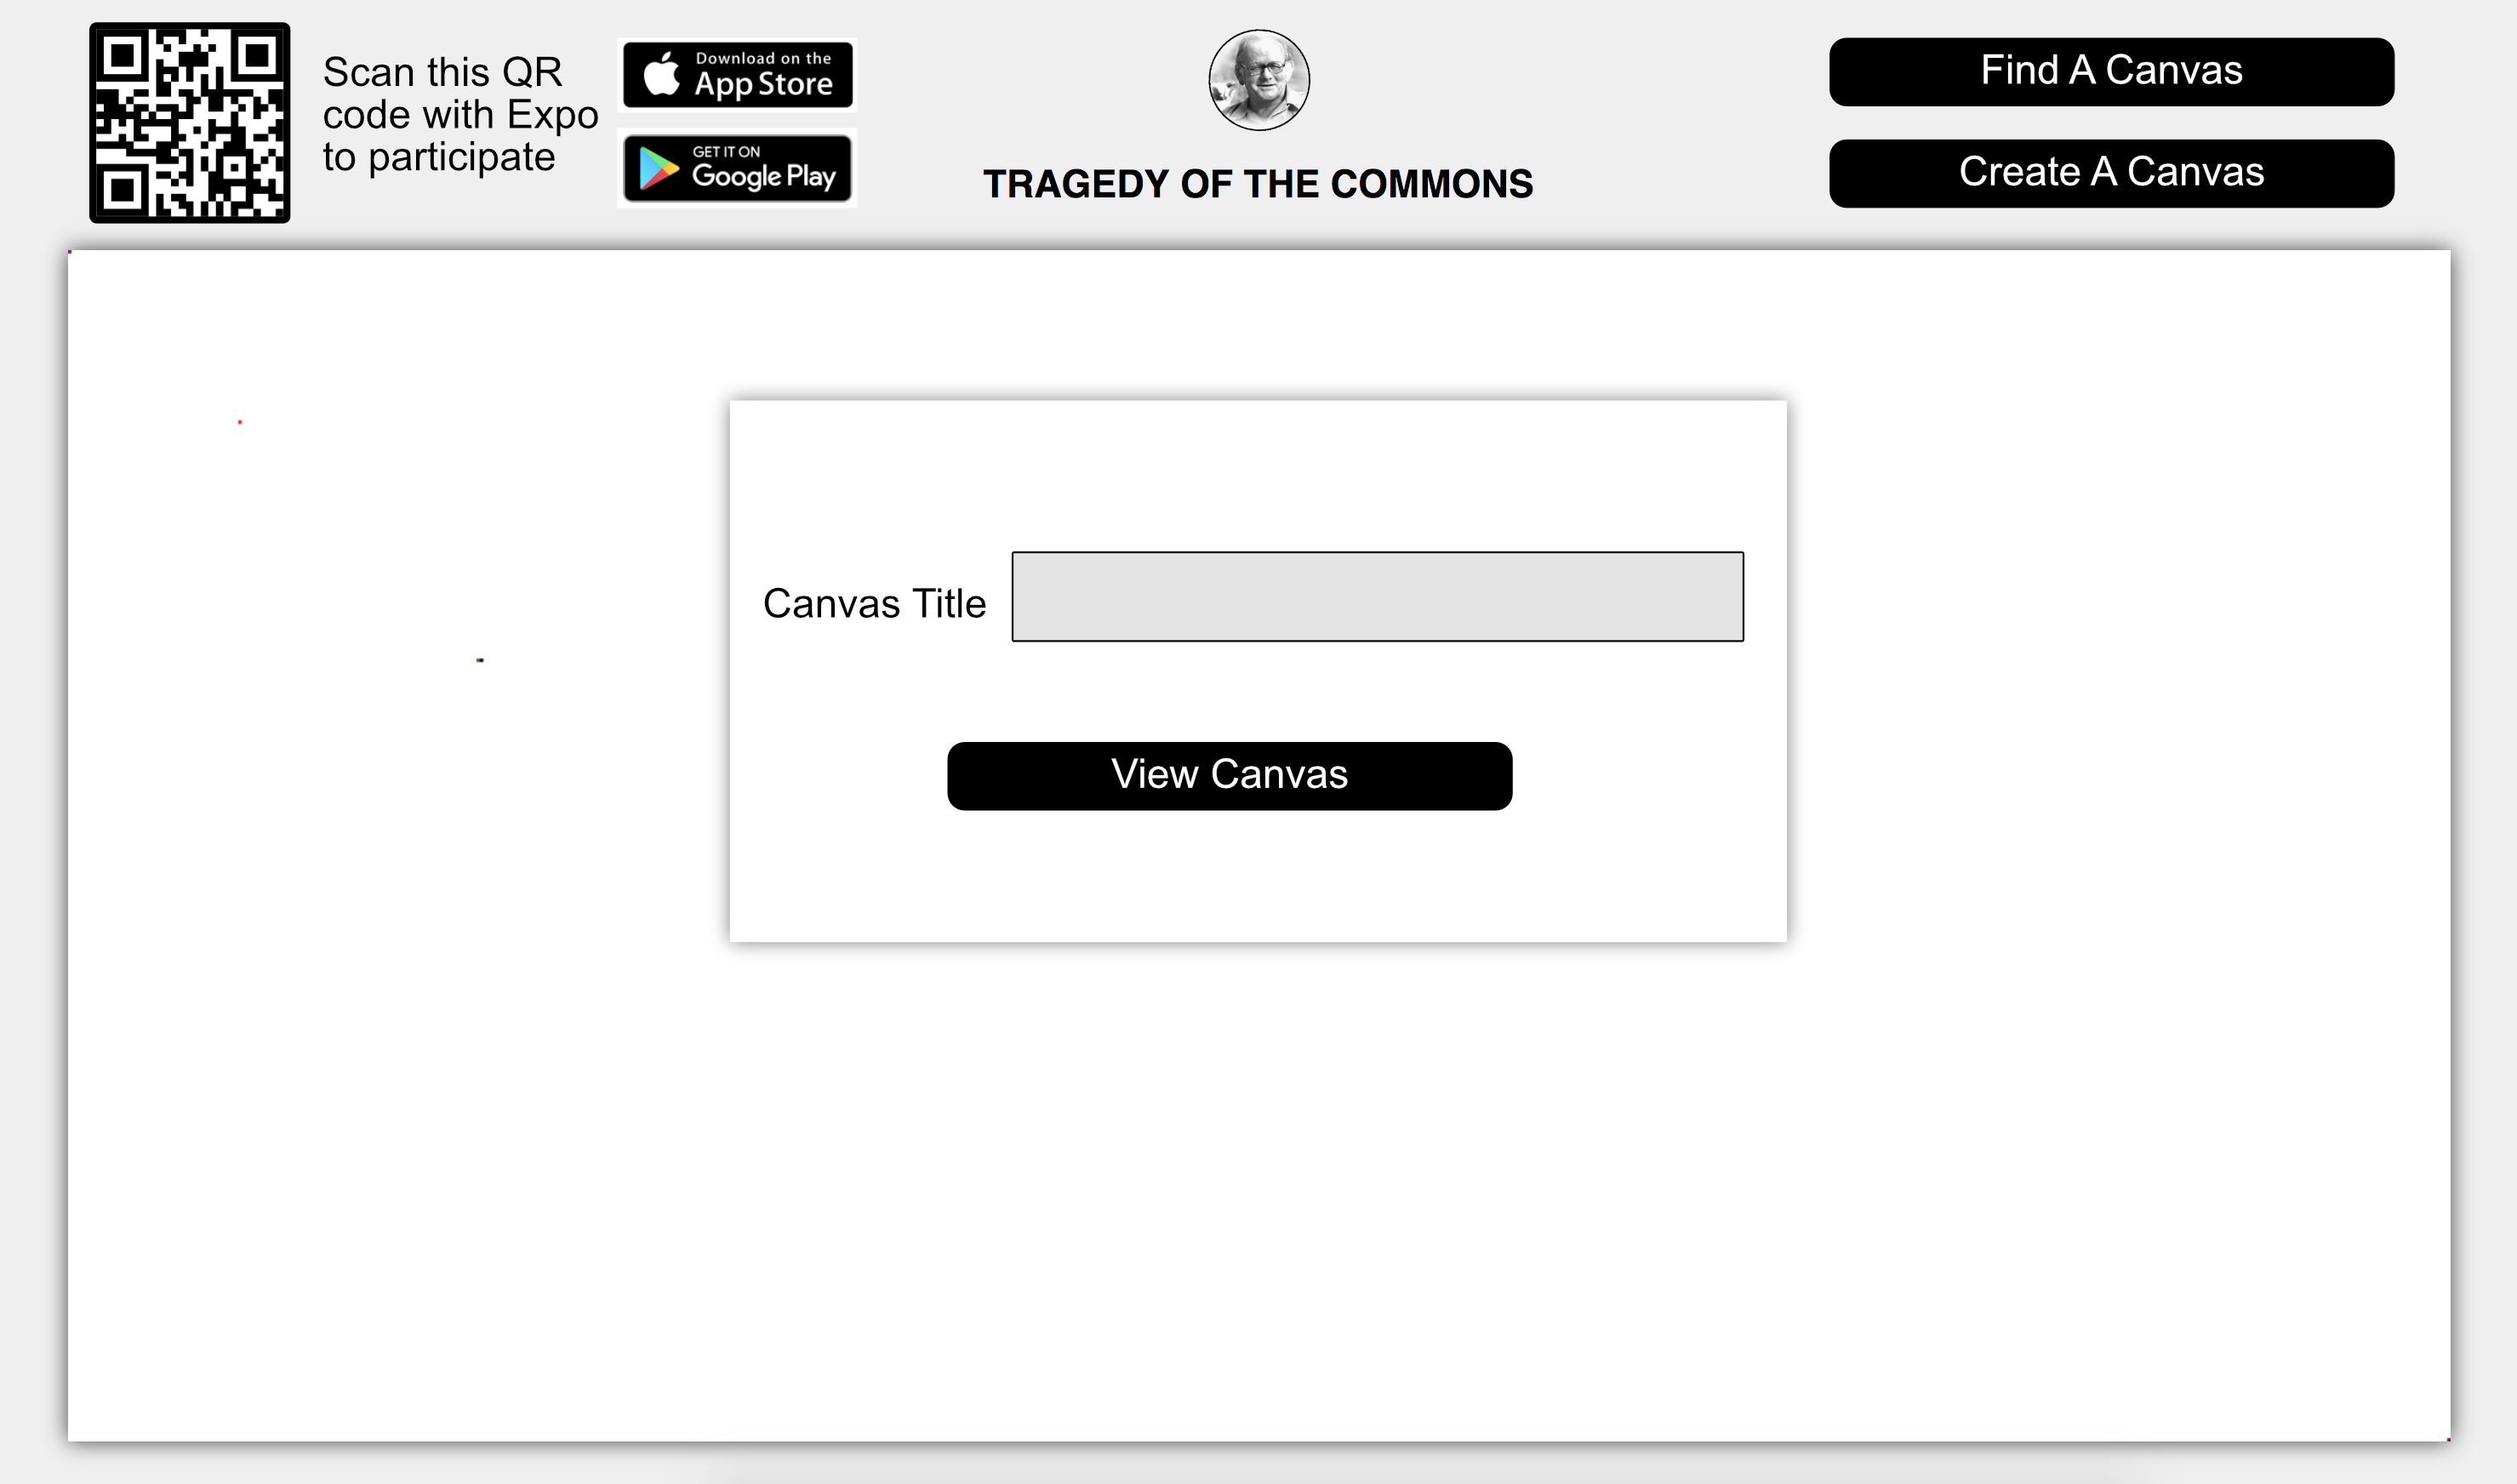 Scan this QR
code with Expo
to participate
Download on the
App Store
GET IT ON
Google Play
TRAGEDY OF THE COMMONS
Find A Canvas
Create A Canvas
Canvas Title
View Canvas